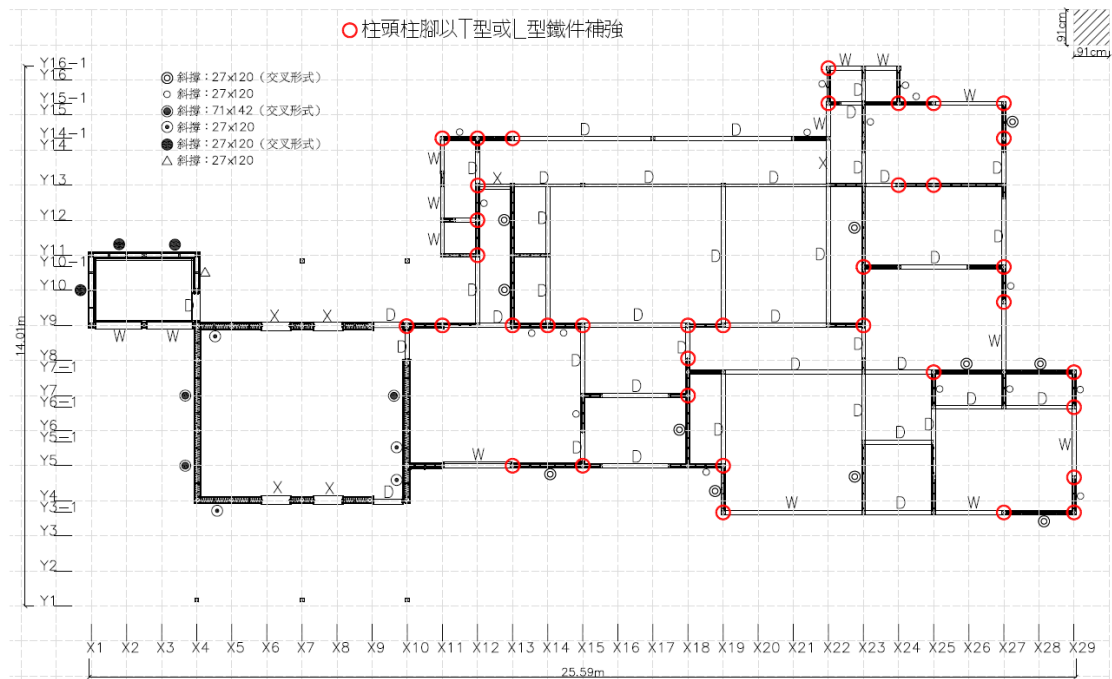 柱頭柱腳以T型或L型鐵件補強
91cm
91cm
斜撐：27x120（交叉形式）
斜撐：27x120
斜撐：71x142（交叉形式）
斜撐：27x120
斜撐：27x120（交叉形式）
斜撐：27x120
Y16-1
Y16
W W
Y15-1
Y15
D W
D
W
Y14-1
Y14
D D
W D X
Y13
X D D D D D
W
Y12
D
W
Y11
D D
Y10-1
D
Y10
D
Y9
X X D D D D
W W
W
Y8
D D D
Y7-1
D D
Y7
D
Y6-1
D D
Y6
D D D
Y5-1
D
W D W
Y5
D
Y4
X X D
Y3-1
W D W
Y3
Y2
Y1
14.01m
X1 X2 X3 X4 X5 X6 X7 X8 X9 X10 X11 X12 X13 X14 X15 X16 X17 X18 X19 X20 X21 X22 X23 X24 X25 X26 X27 X28 X29
25.59m